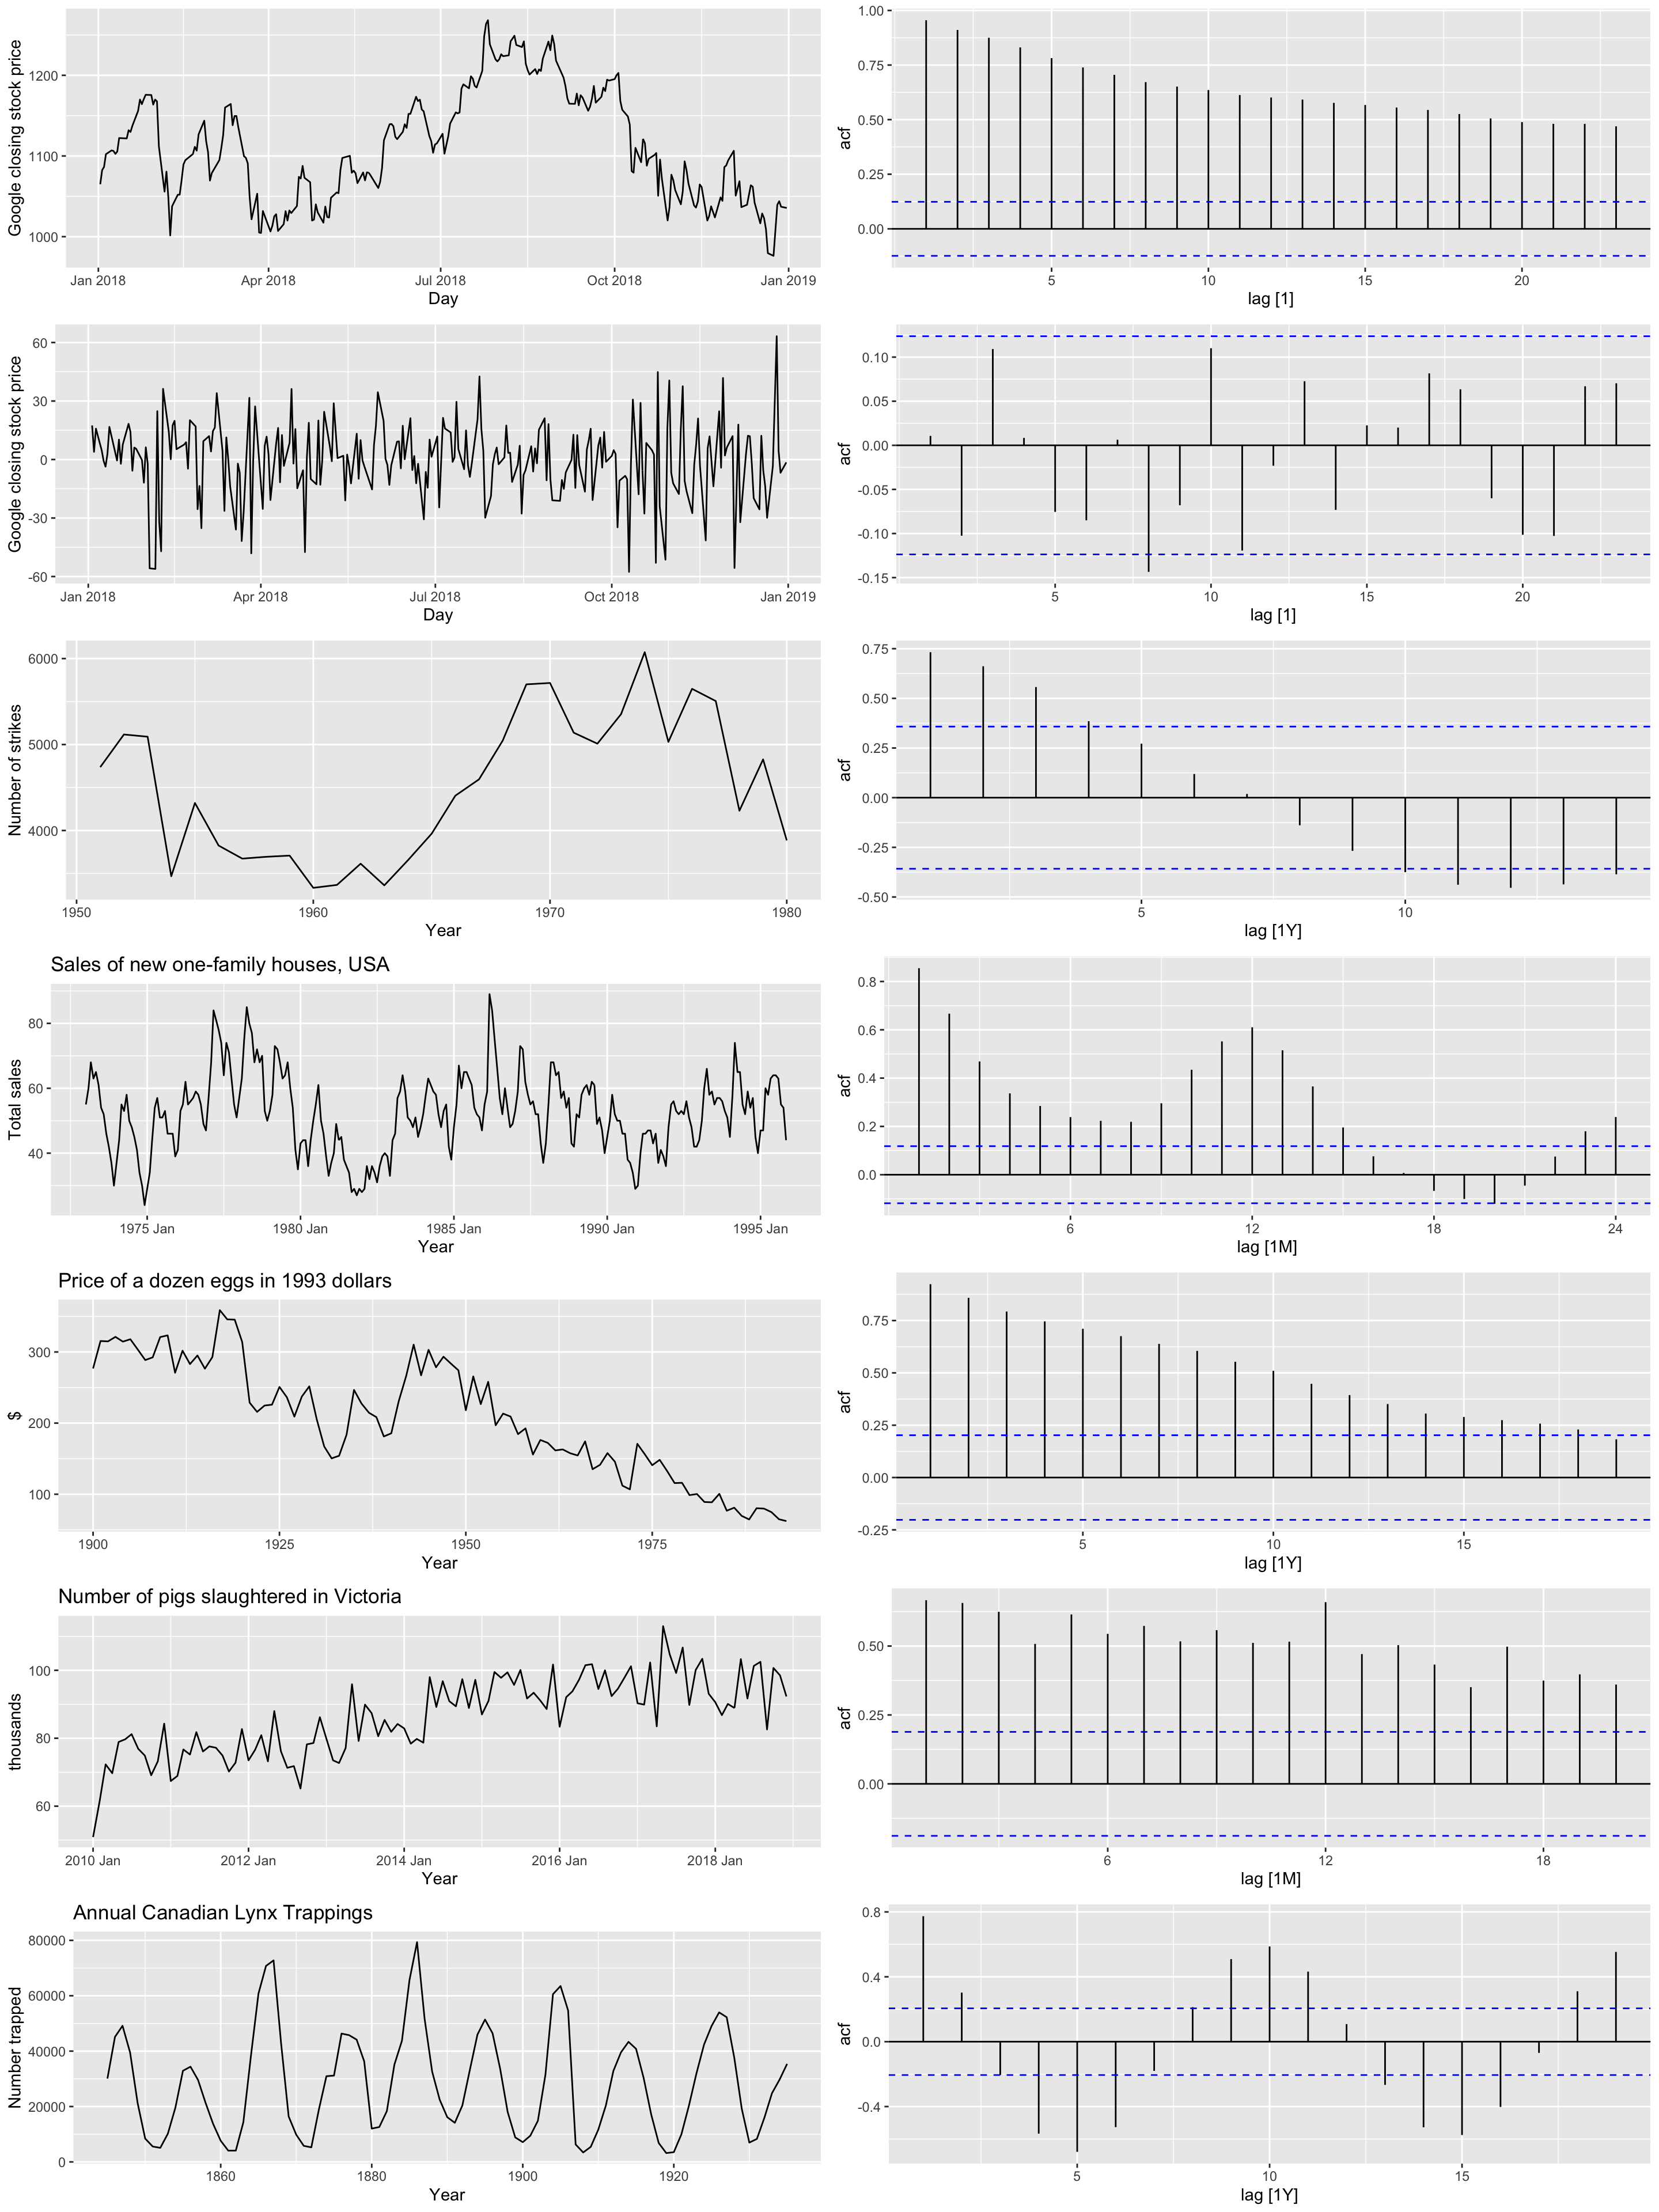 Google closing stock price
1200
1100
1000
Jan 2018 Apr 2018 Jul 2018 Oct 2018 Jan 2019
Day
acf
1.00
0.75
0.50
0.25
0.00
5 10 15 20
lag [1]
Google closing stock price
60
30
0
-30
-60
Jan 2018 Apr 2018 Jul 2018 Oct 2018 Jan 2019
Day
acf
0.10
0.05
0.00
-0.05
-0.10
-0.15
5 10 15 20
lag [1]
Number of strikes
6000
5000
4000
1950 1960 1970 1980
Year
acf
0.75
0.50
0.25
0.00
-0.25
-0.50
5 10
lag [1Y]
Sales of new one-family houses, USA
Total sales
80
60
40
1975 Jan 1980 Jan 1985 Jan 1990 Jan 1995 Jan
Year
acf
0.8
0.6
0.4
0.2
0.0
6 12 18 24
lag [1M]
Price of a dozen eggs in 1993 dollars
$
300
200
100
1900 1925 1950 1975
Year
acf
0.75
0.50
0.25
0.00
-0.25
5 10 15
lag [1Y]
Number of pigs slaughtered in Victoria
thousands
100
80
60
2010 Jan 2012 Jan 2014 Jan 2016 Jan 2018 Jan
Year
acf
0.50
0.25
0.00
6 12 18
lag [1M]
Annual Canadian Lynx Trappings
Number trapped
80000
60000
40000
20000
0
1860 1880 1900 1920
Year
acf
0.8
0.4
0.0
-0.4
5 10 15
lag [1Y]